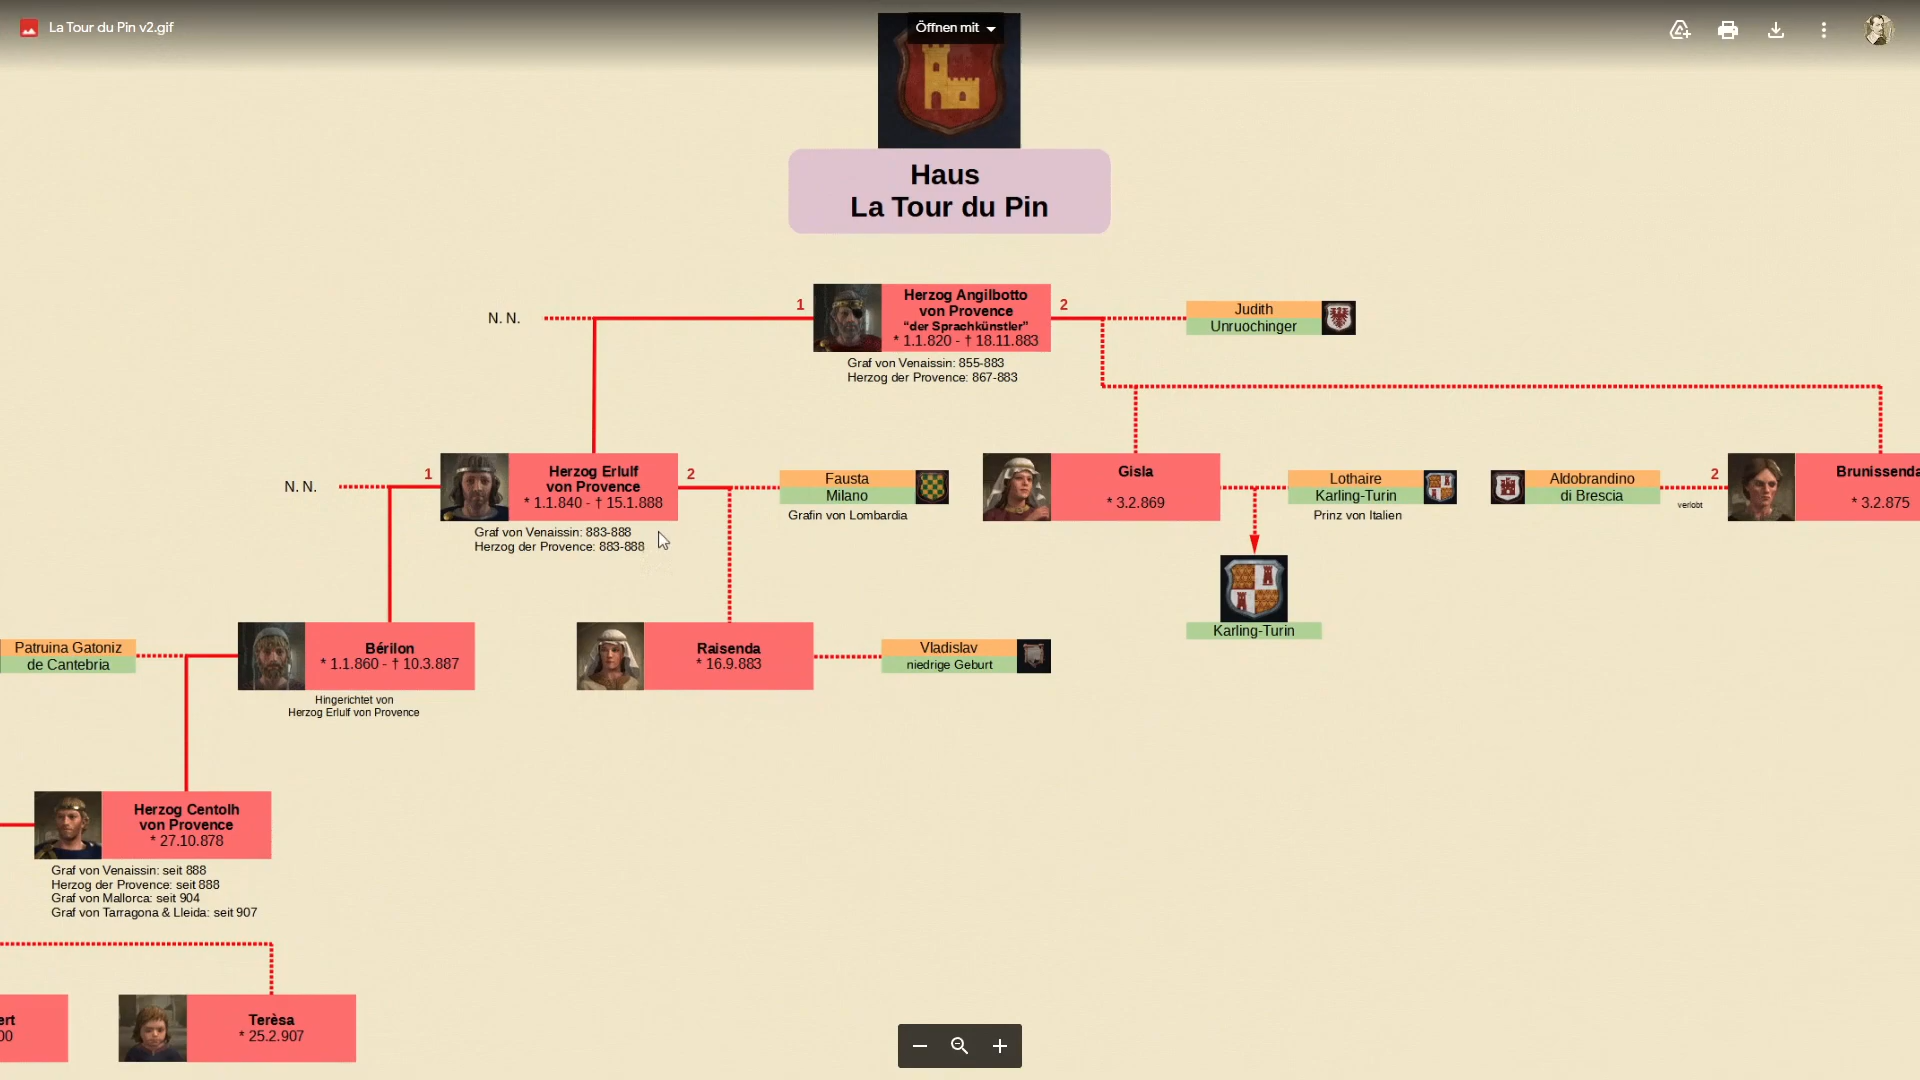 La Tour du Pin v2.gif
Öffnen mit
Haus
La Tour du Pin
N. N.
1
Herzog Angilbotto
von Provence
"der Sprachkünstler"
* 1.1.820 - † 18.11.883
2
Judith
Unruochinger
Graf von Venaissin: 855-883
Herzog der Provence: 867-883
N. N.
1
Herzog Erlulf
von Provence
* 1.1.840 - † 15.1.888
2
Fausta
Milano
Grafin von Lombardia
Gisla
* 3.2.869
Lothaire
Karling-Turin
Prinz von Italien
Aldobrandino
di Brescia
2
verlobt
Brunissenda
* 3.2.875
Graf von Venaissin: 883-888
Herzog der Provence: 883-888
Karling-Turin
Patruina Gatoniz
de Cantebria
Bérilon
* 1.1.860 - † 10.3.887
Hingerichtet von
Herzog Erlulf von Provence
Raisenda
* 16.9.883
Vladislav
niedrige Geburt
Herzog Centolh
von Provence
* 27.10.878
Graf von Venaissin: seit 888
Herzog der Provence: seit 888
Graf von Mallorca: seit 904
Graf von Tarragona & Lleida: seit 907
ert
00
Terèsa
* 25.2.907